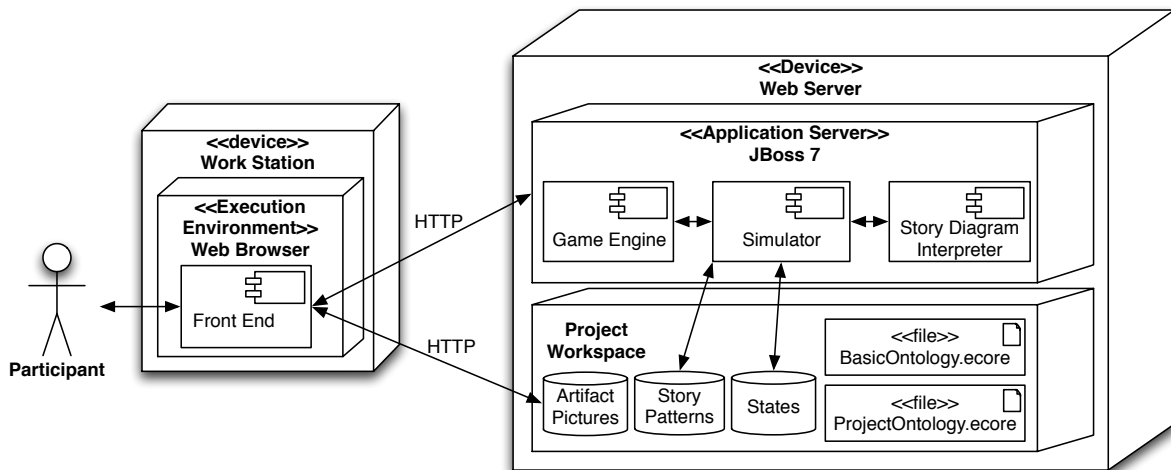 <<Device>>
Web Server
<<device>>
Work Station
<<Execution
Environment>>
Web Browser
Front End
Participant
HTTP
HTTP
<<Application Server>>
JBoss 7
Game Engine
Simulator
Story Diagram
Interpreter
Project
Workspace
Artifact
Pictures
Story
Patterns
States
<<file>>
BasicOntology.ecore
<<file>>
ProjectOntology.ecore